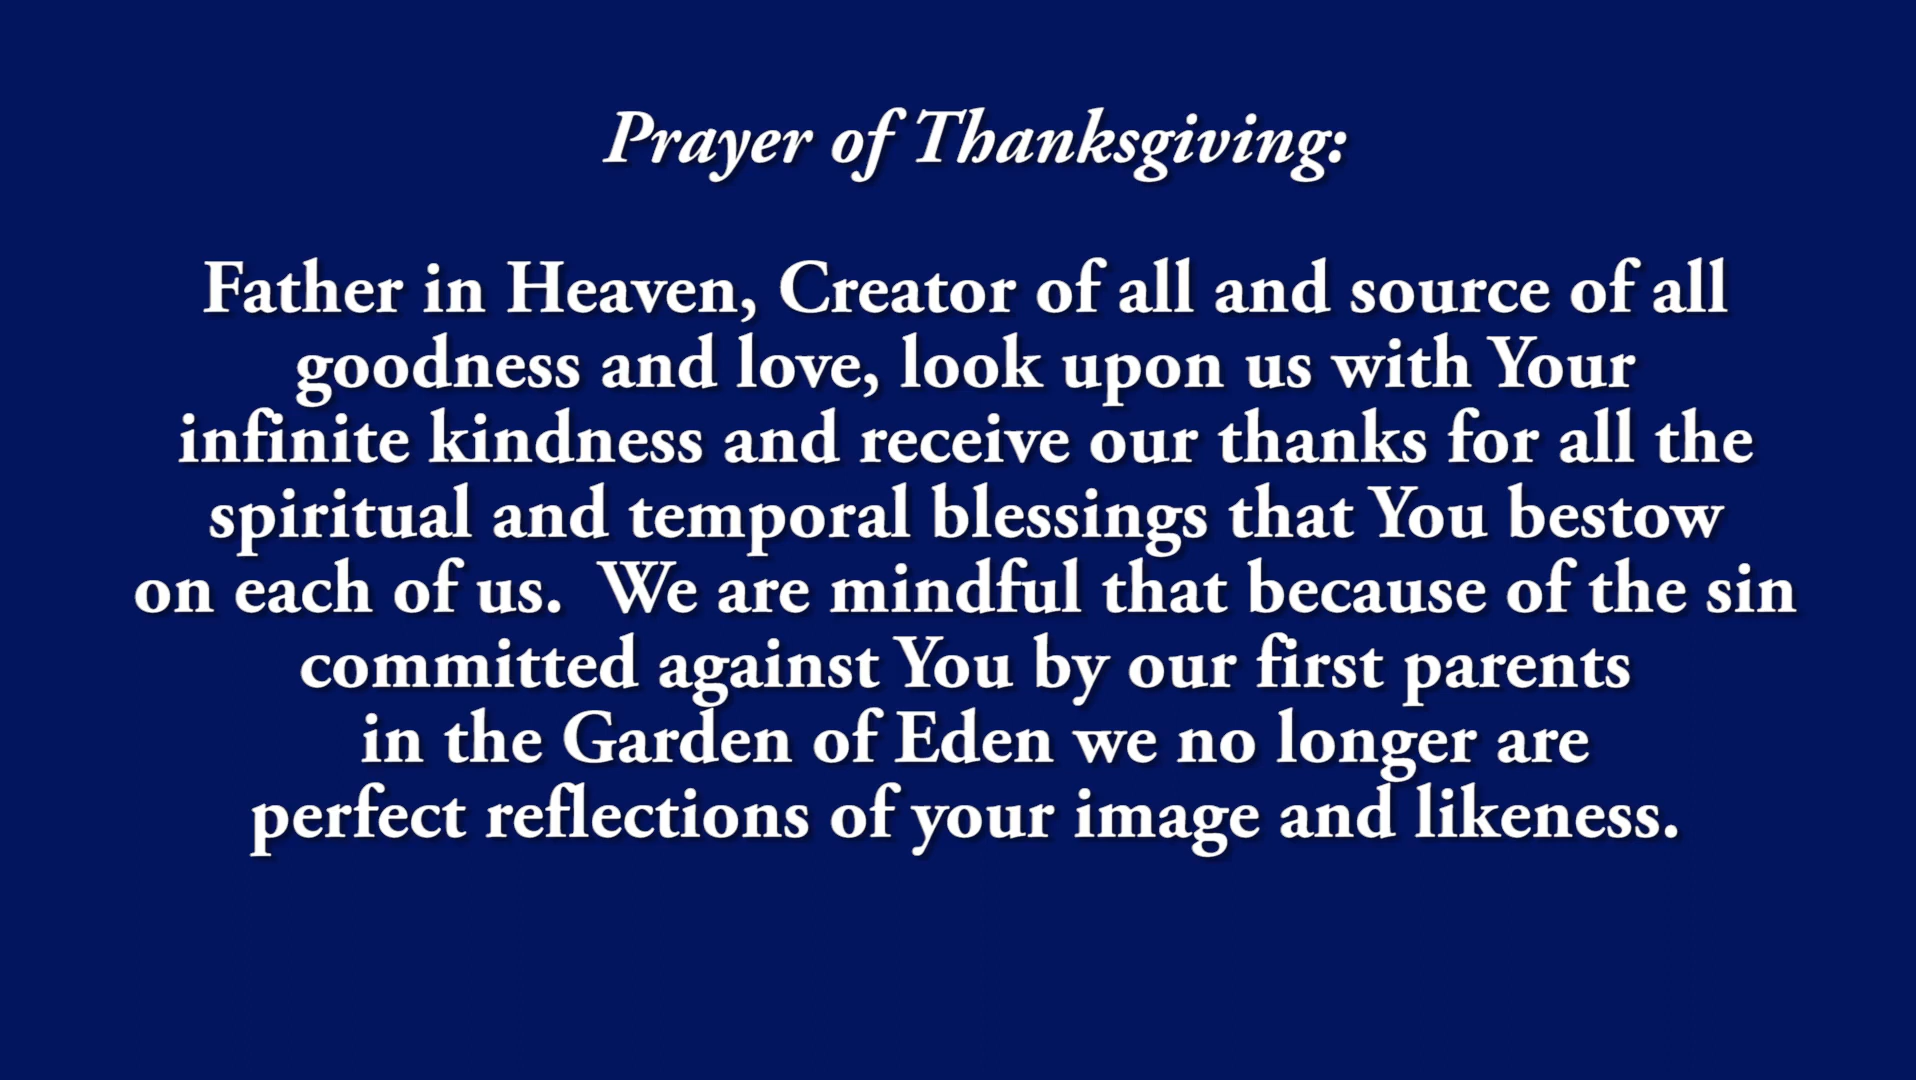 Prayer of Thanksgiving:
Father in Heaven, Creator of all and source of all
goodness and love, look upon us with Your
infinite kindness and receive our thanks for all the
spiritual and temporal blessings that You bestow
on each of us.  We are mindful that because of the sin
committed against You by our first parents
in the Garden of Eden we no longer are
perfect reflections of your image and likeness.